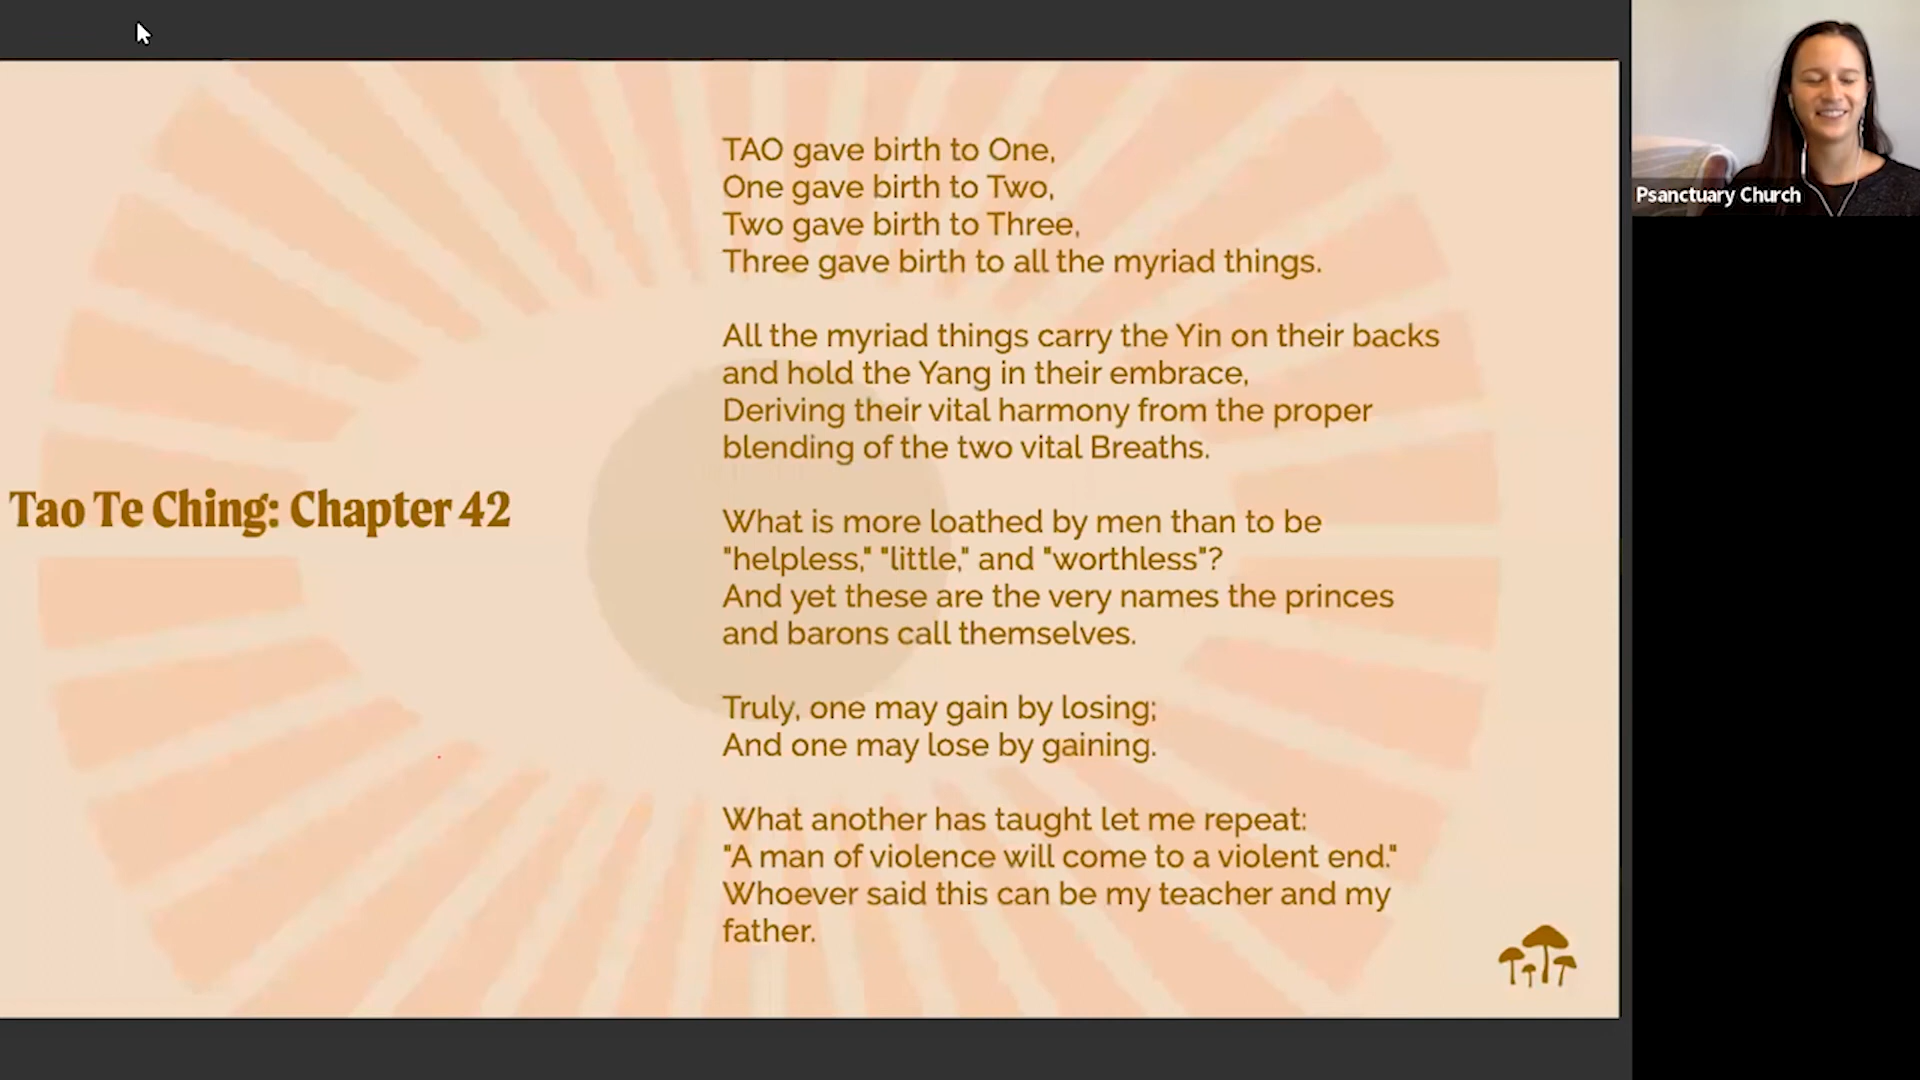 Tao Te Ching: Chapter 42
TAO gave birth to One,
One gave birth to Two,
Two gave birth to Three,
Three gave birth to all the myriad things.
All the myriad things carry the Yin on their backs
and hold the Yang in their embrace,
Deriving their vital harmony from the proper
blending of the two vital Breaths.
What is more loathed by men than to be
"helpless," "little," and "worthless"?
And yet these are the very names the princes
and barons call themselves.
Truly, one may gain by losing;
And one may lose by gaining.
What another has taught let me repeat:
"A man of violence will come to a violent end."
Whoever said this can be my teacher and my
father.
Psanctuary Church